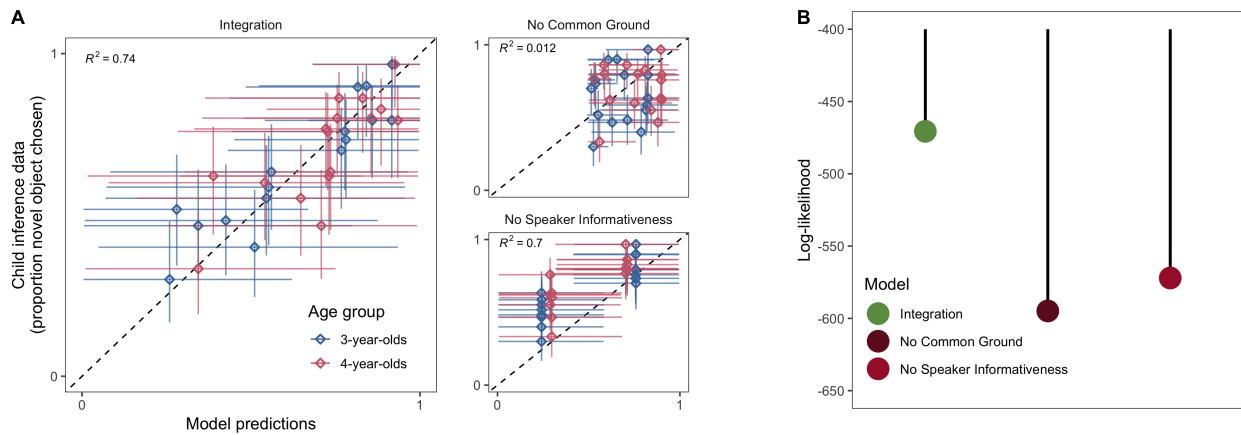 A
Integration
R² = 0.74
1
0
0
1
Child inference data
(proportion novel object chosen)
Model predictions
Age group
3-year-olds
4-year-olds
No Common Ground
R² = 0.012
1
0
No Speaker Informativeness
R² = 0.7
1
0
0
1
B
-400
-450
-500
-550
-600
-650
Log-likelihood
Model
Integration
No Common Ground
No Speaker Informativeness